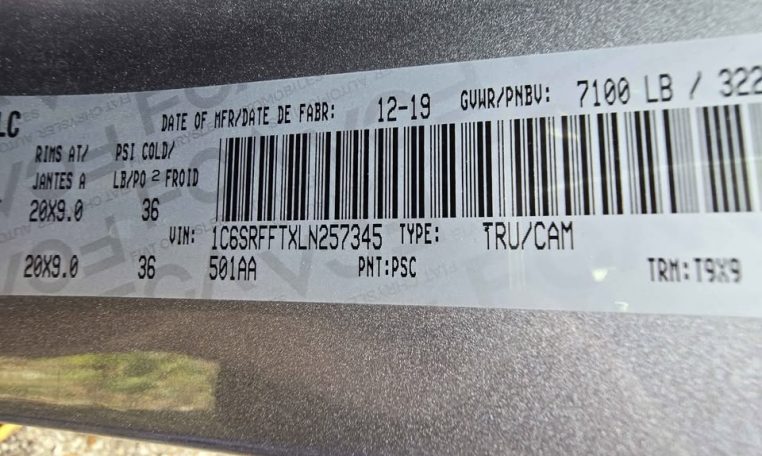 LC
DATE OF MFR/DATE DE FABR: 12-19 GVWR/PNBV: 7100 LB / 322
RIMS AT/ PSI COLD/
JANTES A LB/PO 2 FROID
20X9.0 36
VIN: 1C6SRFFTXLN257345 TYPE: TRU/CAM
20X9.0 36 501AA PNT:PSC TRM:T9X9